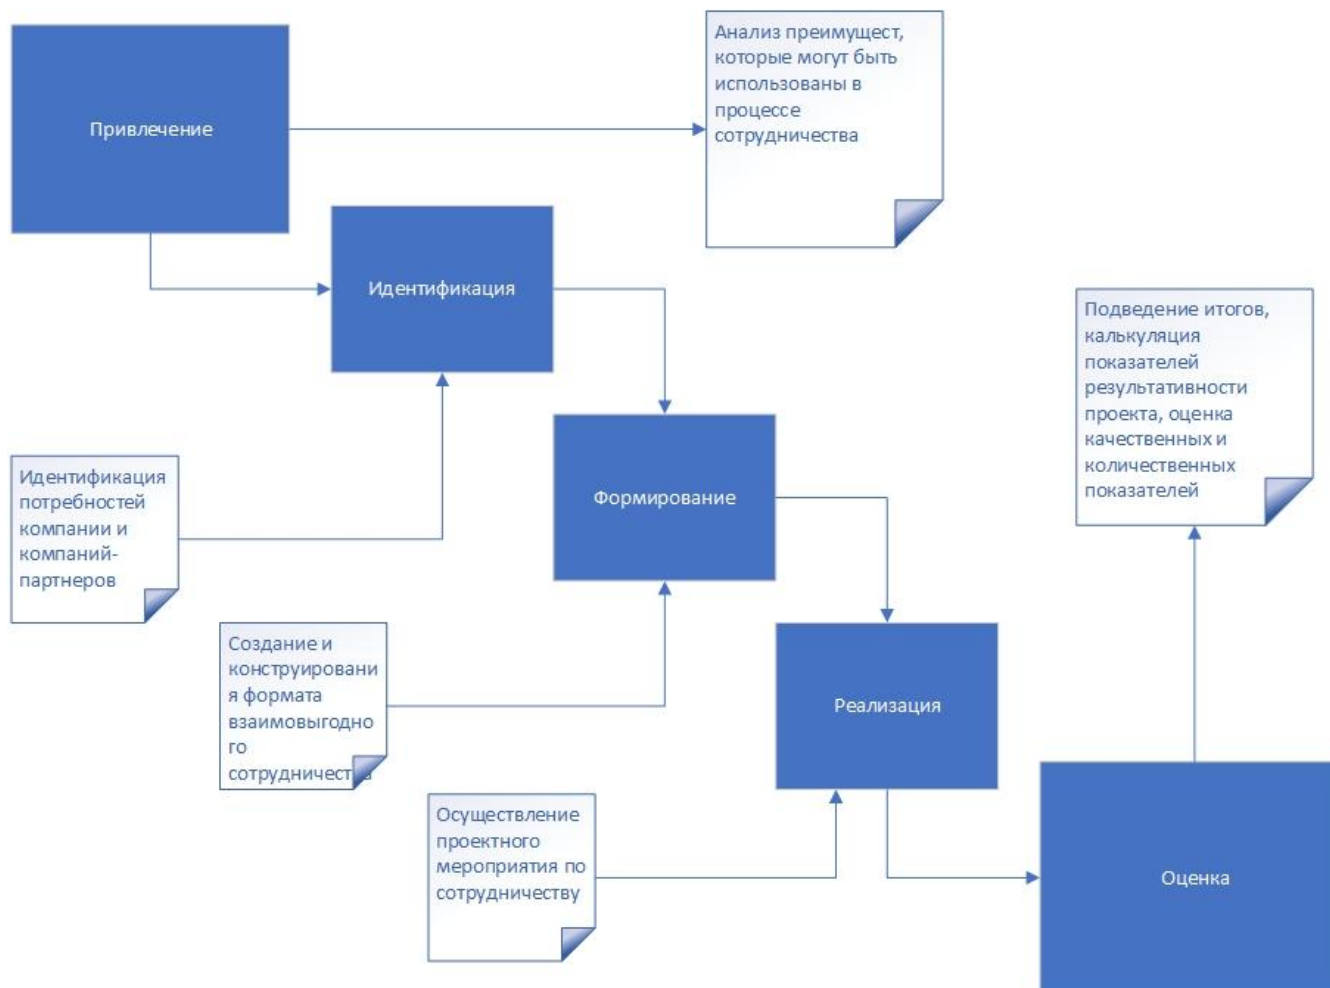 Привлечение
Анализ преимущест,
которые могут быть
использованы в
процессе
сотрудничества
Идентификация
Подведение итогов,
калькуляция
показателей
результативности
проекта, оценка
качественных и
количественных
показателей
Идентификация
потребностей
компании и
компаний-
партнеров
Формирование
Создание и
конструировани
я формата
взаимовыгодно
го
сотрудничества
Реализация
Осуществление
проектного
мероприятия по
сотрудничеству
Оценка